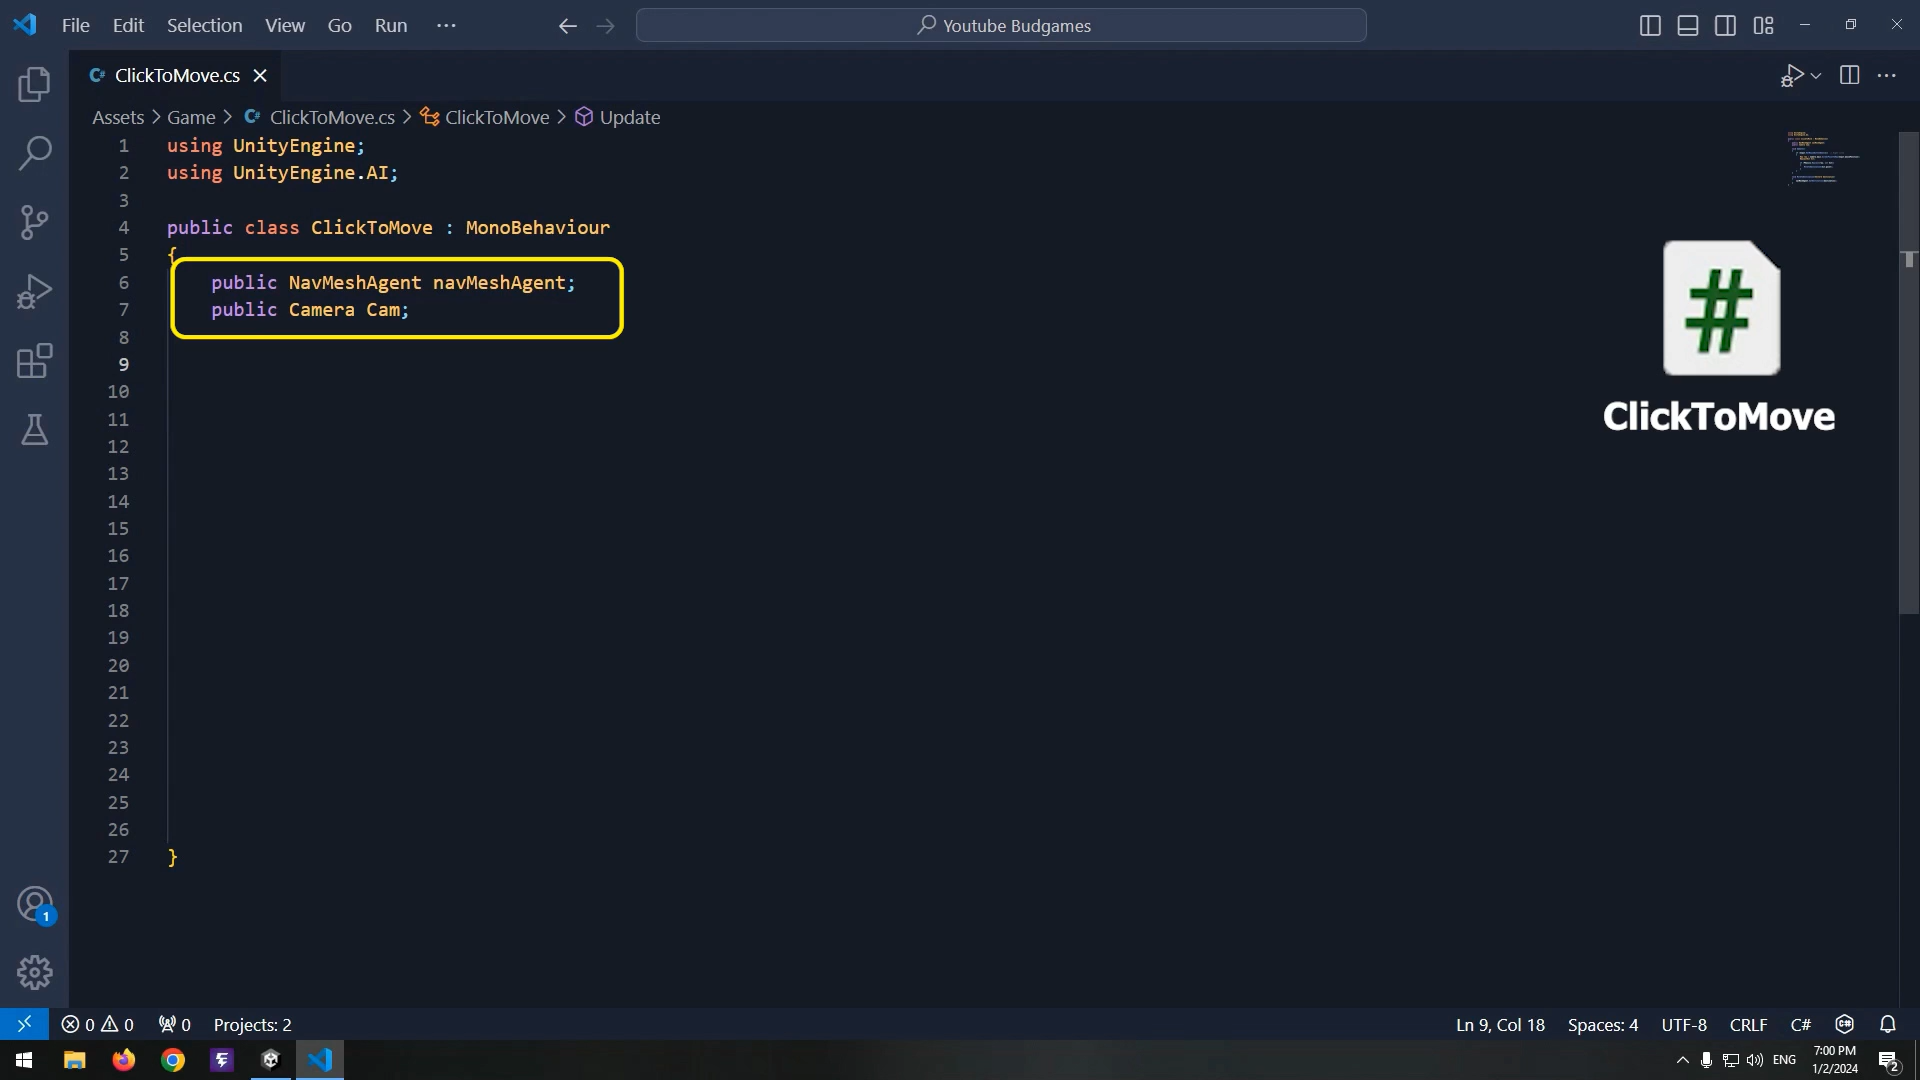 File Edit Selection View Go Run ···
Youtube Budgames
C# ClickToMove.cs
Assets > Game > C# ClickToMove.cs > ClickToMove > Update
1 using UnityEngine;
2 using UnityEngine.AI;
3
4 public class ClickToMove : MonoBehaviour
5 {
6 public NavMeshAgent navMeshAgent;
7 public Camera Cam;
8
9
10
11
12
13
14
15
16
17
18
19
20
21
22
23
24
25
26
27 }
#
ClickToMove
1
0 0 0 Projects: 2
Ln 9, Col 18 Spaces: 4 UTF-8 CRLF C#
ENG
7:00 PM
1/2/2024
2